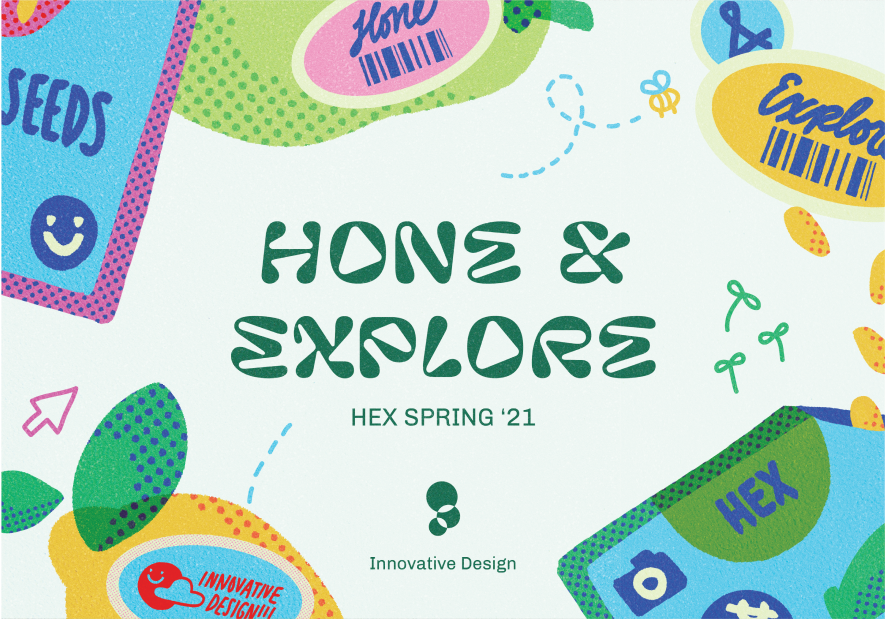 SEEDS
Hone
&
Explore
HONE &
EXPLORE
HEX SPRING ‘21
HEX
Innovative Design
INNOVATIVE
DESIGN!!!
#